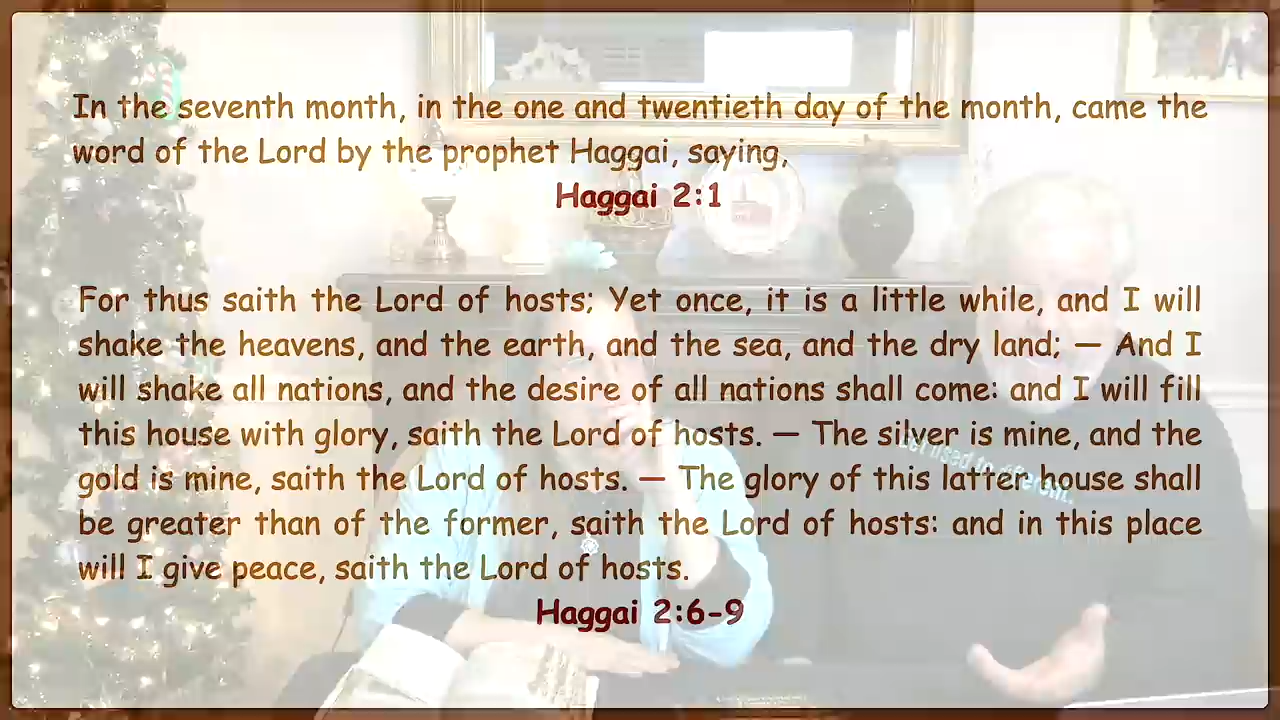 In the seventh month, in the one and twentieth day of the month, came the
word of the Lord by the prophet Haggai, saying,
Haggai 2:1
For thus saith the Lord of hosts; Yet once, it is a little while, and I will
shake the heavens, and the earth, and the sea, and the dry land; — And I
will shake all nations, and the desire of all nations shall come: and I will fill
this house with glory, saith the Lord of hosts. — The silver is mine, and the
gold is mine, saith the Lord of hosts. — The glory of this latter house shall
be greater than of the former, saith the Lord of hosts: and in this place
will I give peace, saith the Lord of hosts.
Haggai 2:6-9